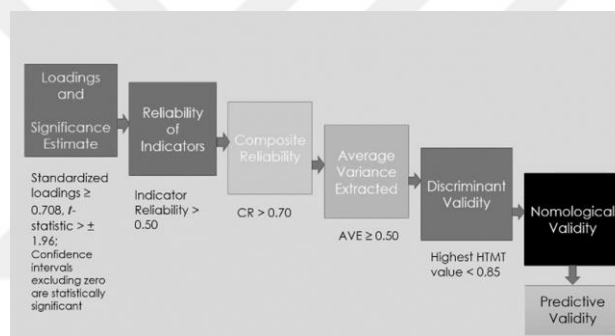 Loadings
and
Significance
Estimate
Standardized
loadings ≥
0.708, t-
statistic > ±
1.96;
Confidence
intervals
excluding zero
are statistically
significant
Reliability
of
Indicators
Indicator
Reliability >
0.50
Composite
Reliability
CR > 0.70
Average
Variance
Extracted
AVE ≥ 0.50
Discriminant
Validity
Highest HTMT
value < 0.85
Nomological
Validity
Predictive
Validity